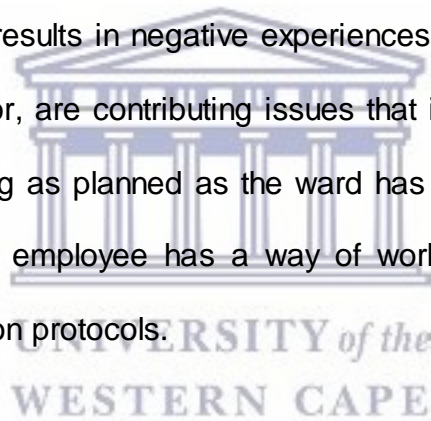 results in negative experiences
or, are contributing issues that i
g as planned as the ward has
employee has a way of work
on protocols.
UNIVERSITY of the
WESTERN CAPE